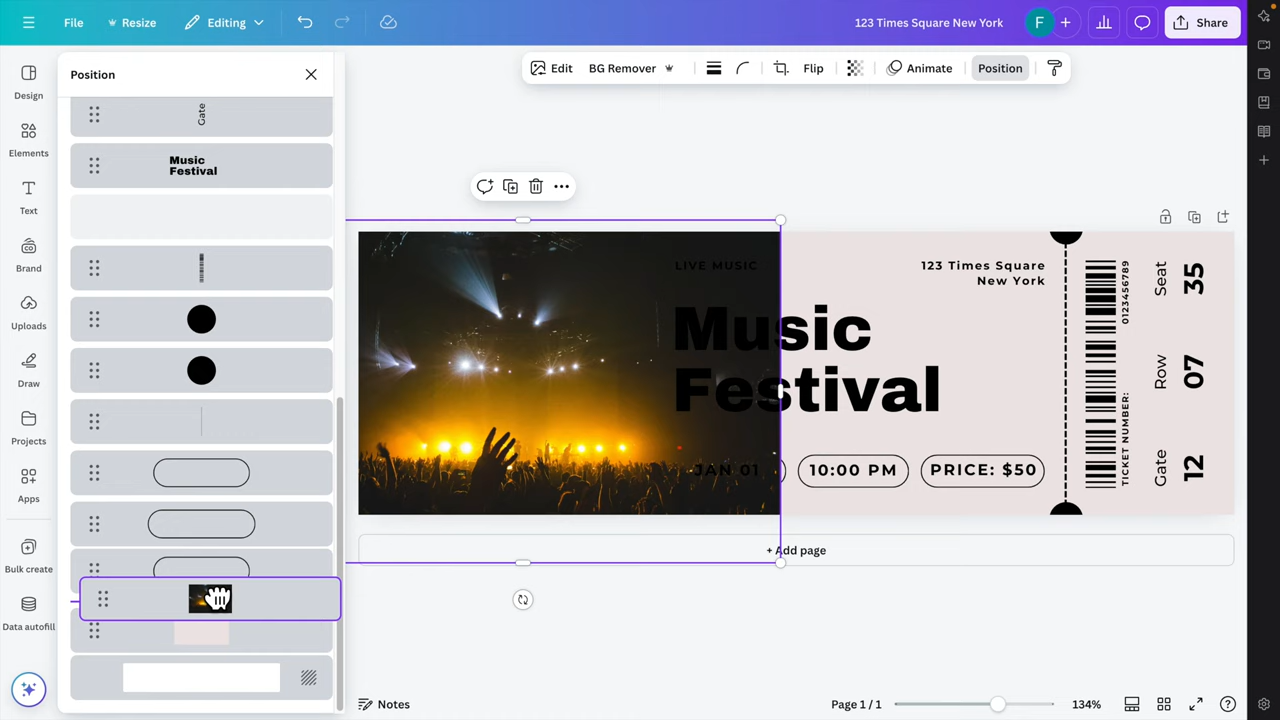 File
Resize
Editing
123 Times Square New York
F
Share
Position
Edit
BG Remover
Flip
Animate
Position
Design
Elements
Text
Brand
Uploads
Draw
Projects
Apps
Bulk create
Data autofill
Gate
Music
Festival
LIVE MUSIC
123 Times Square
New York
Music
Festival
JAN 01
10:00 PM
PRICE: $50
TICKET NUMBER:
0123456789
Seat
35
Row
07
Gate
12
+ Add page
Notes
Page 1 / 1
134%